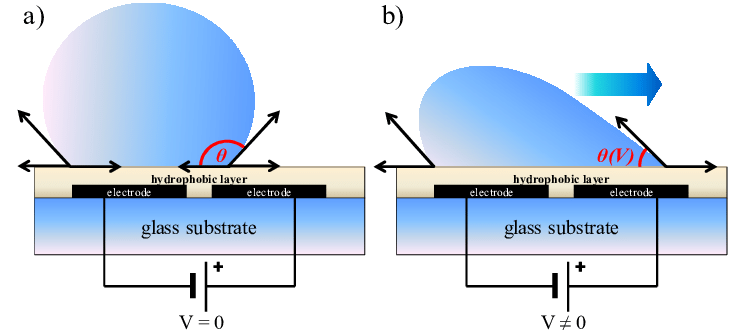 a)
θ
hydrophobic layer
electrode electrode
glass substrate
+
V = 0
b)
θ(V)
hydrophobic layer
electrode electrode
glass substrate
+
V ≠ 0